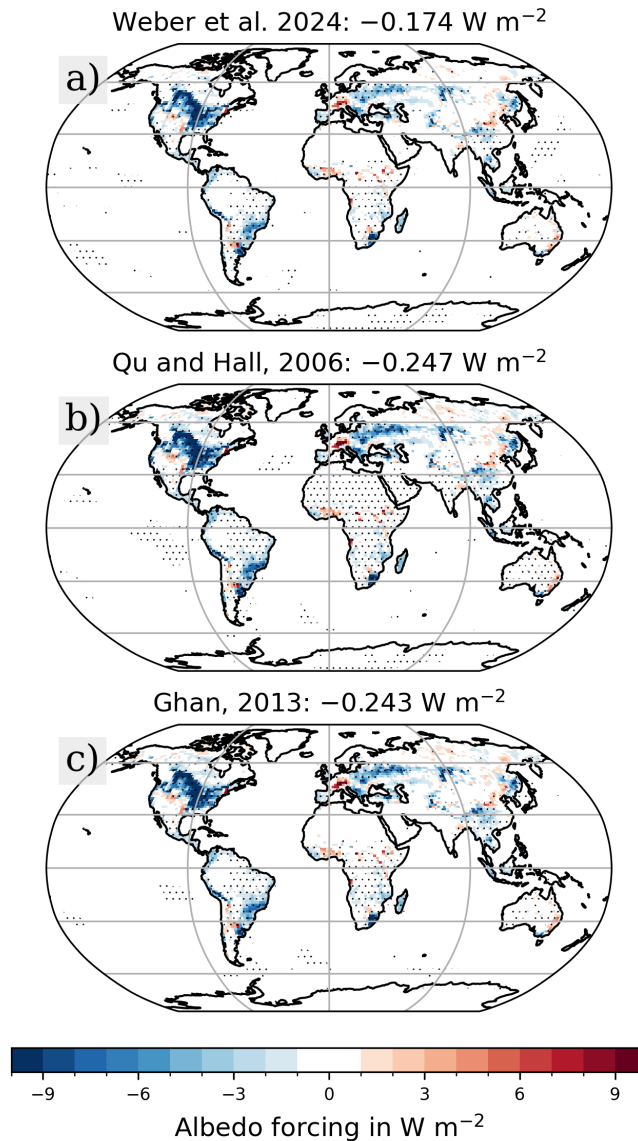 Weber et al. 2024: −0.174 W m⁻²
a)
Qu and Hall, 2006: −0.247 W m⁻²
b)
Ghan, 2013: −0.243 W m⁻²
c)
−9 −6 −3 0 3 6 9
Albedo forcing in W m⁻²